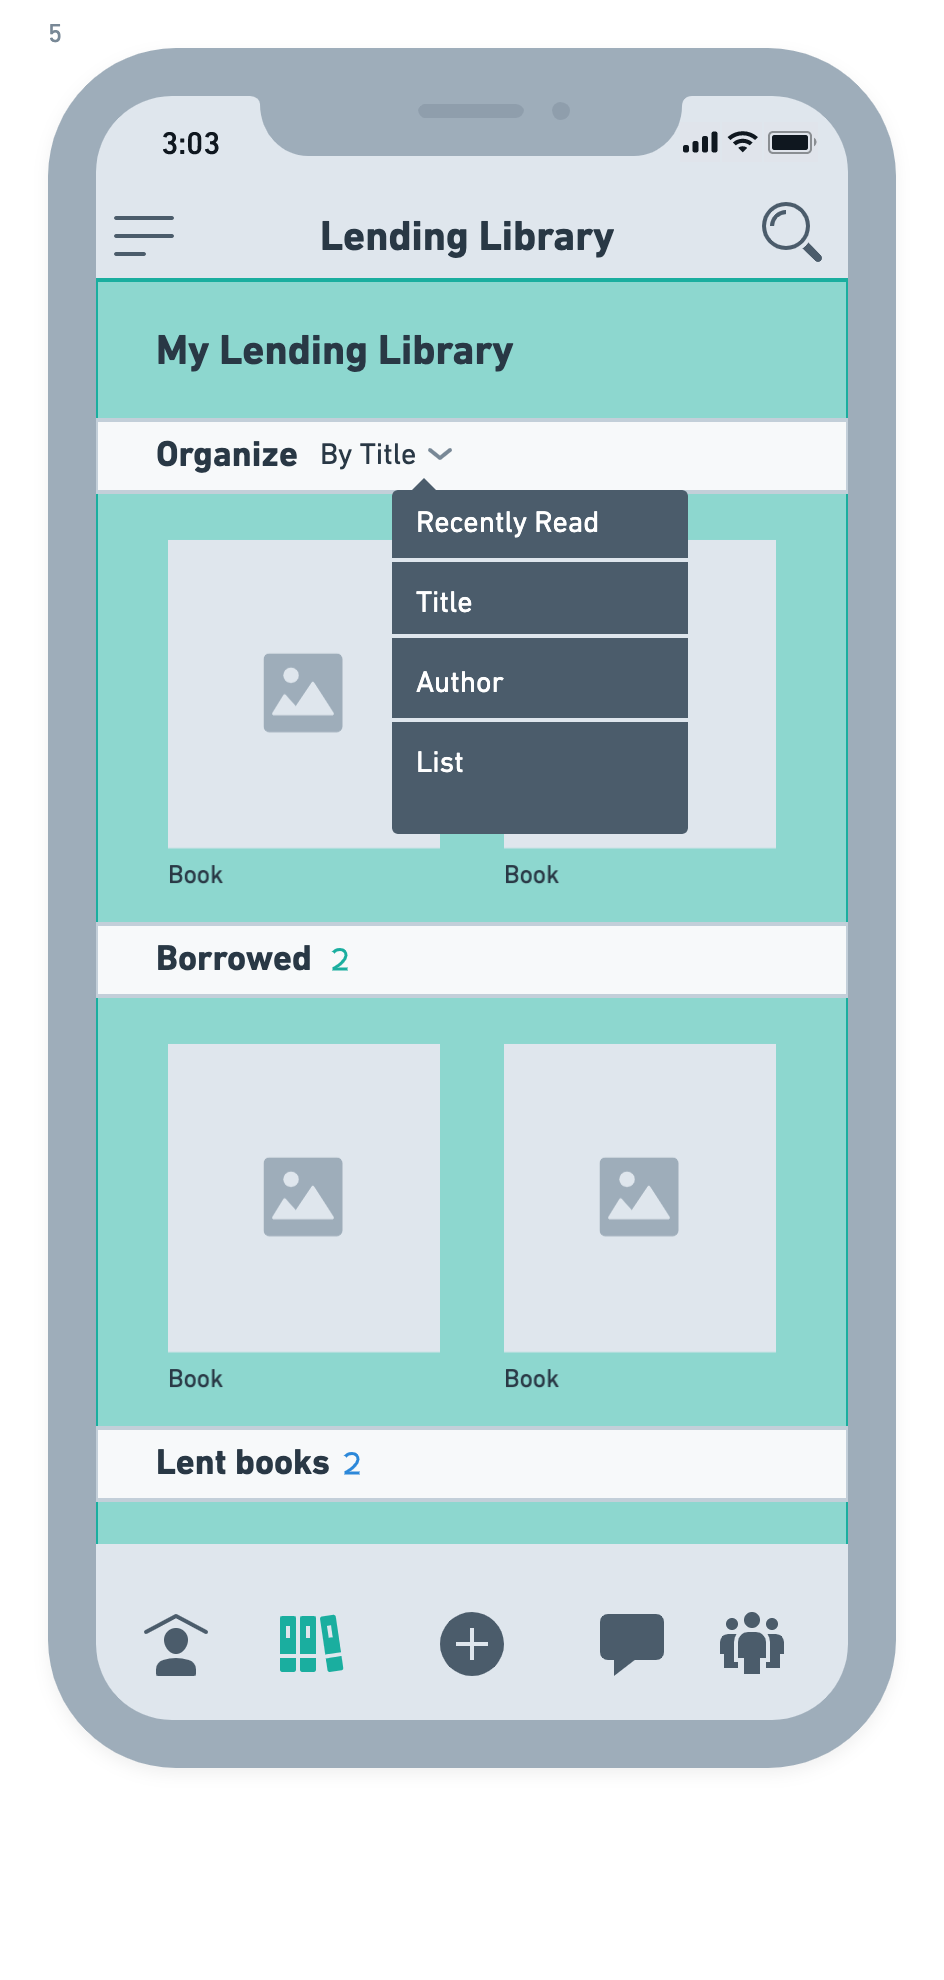 5
3:03
Lending Library
My Lending Library
Organize By Title
Recently Read
Title
Author
List
Book Book
Borrowed 2
Book Book
Lent books 2